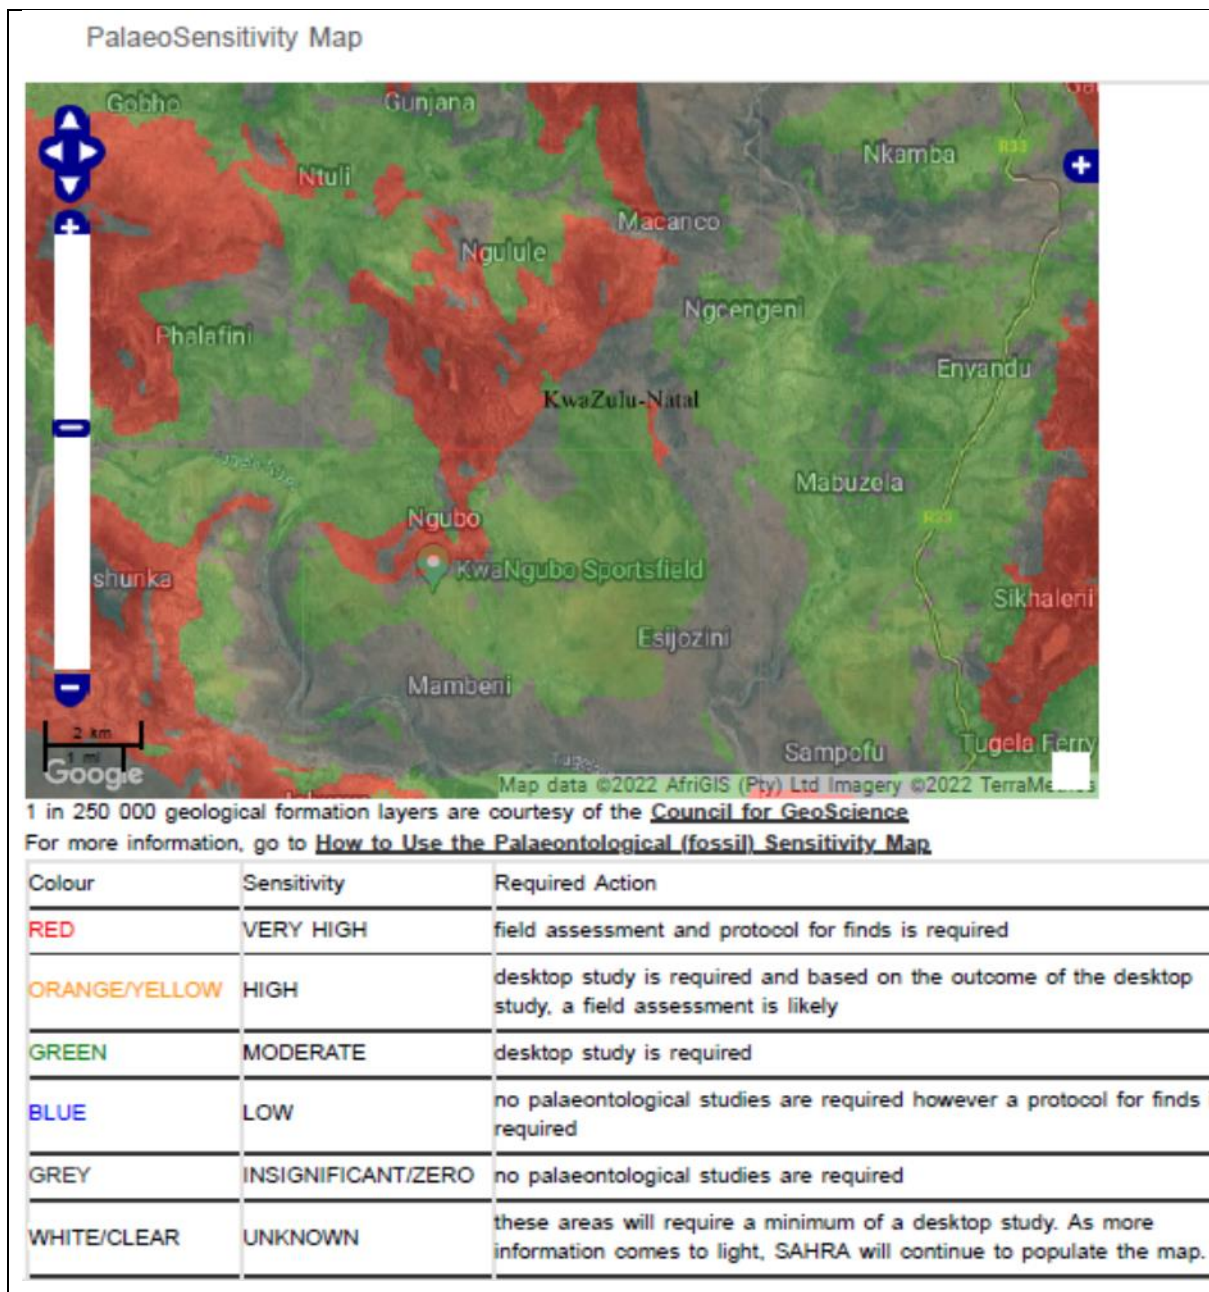 PalaeoSensitivity Map
Gobho
Gunjana
Nkamba
R33
Ntuli
Macanco
Ngulule
Ngcengeni
Phalafini
Envandu
KwaZulu-Natal
Mabuzela
Ngubo
R33
KwaNgubo Sportsfield
shunka
Sikhaleni
Esijozini
Mambeni
2 km
1 mi
Sampofu
Tugela Ferry
Google
Map data ©2022 AfriGIS (Pty) Ltd Imagery ©2022
1 in 250 000 geological formation layers are courtesy of the Council for GeoScience
For more information, go to How to Use the Palaeontological (fossil) Sensitivity Map
Colour Sensitivity Required Action
RED VERY HIGH field assessment and protocol for finds is required
ORANGE/YELLOW HIGH desktop study is required and based on the outcome of the desktop
study, a field assessment is likely
GREEN MODERATE desktop study is required
BLUE LOW no palaeontological studies are required however a protocol for finds
required
GREY INSIGNIFICANT/ZERO no palaeontological studies are required
WHITE/CLEAR UNKNOWN these areas will require a minimum of a desktop study. As more
information comes to light, SAHRA will continue to populate the map.